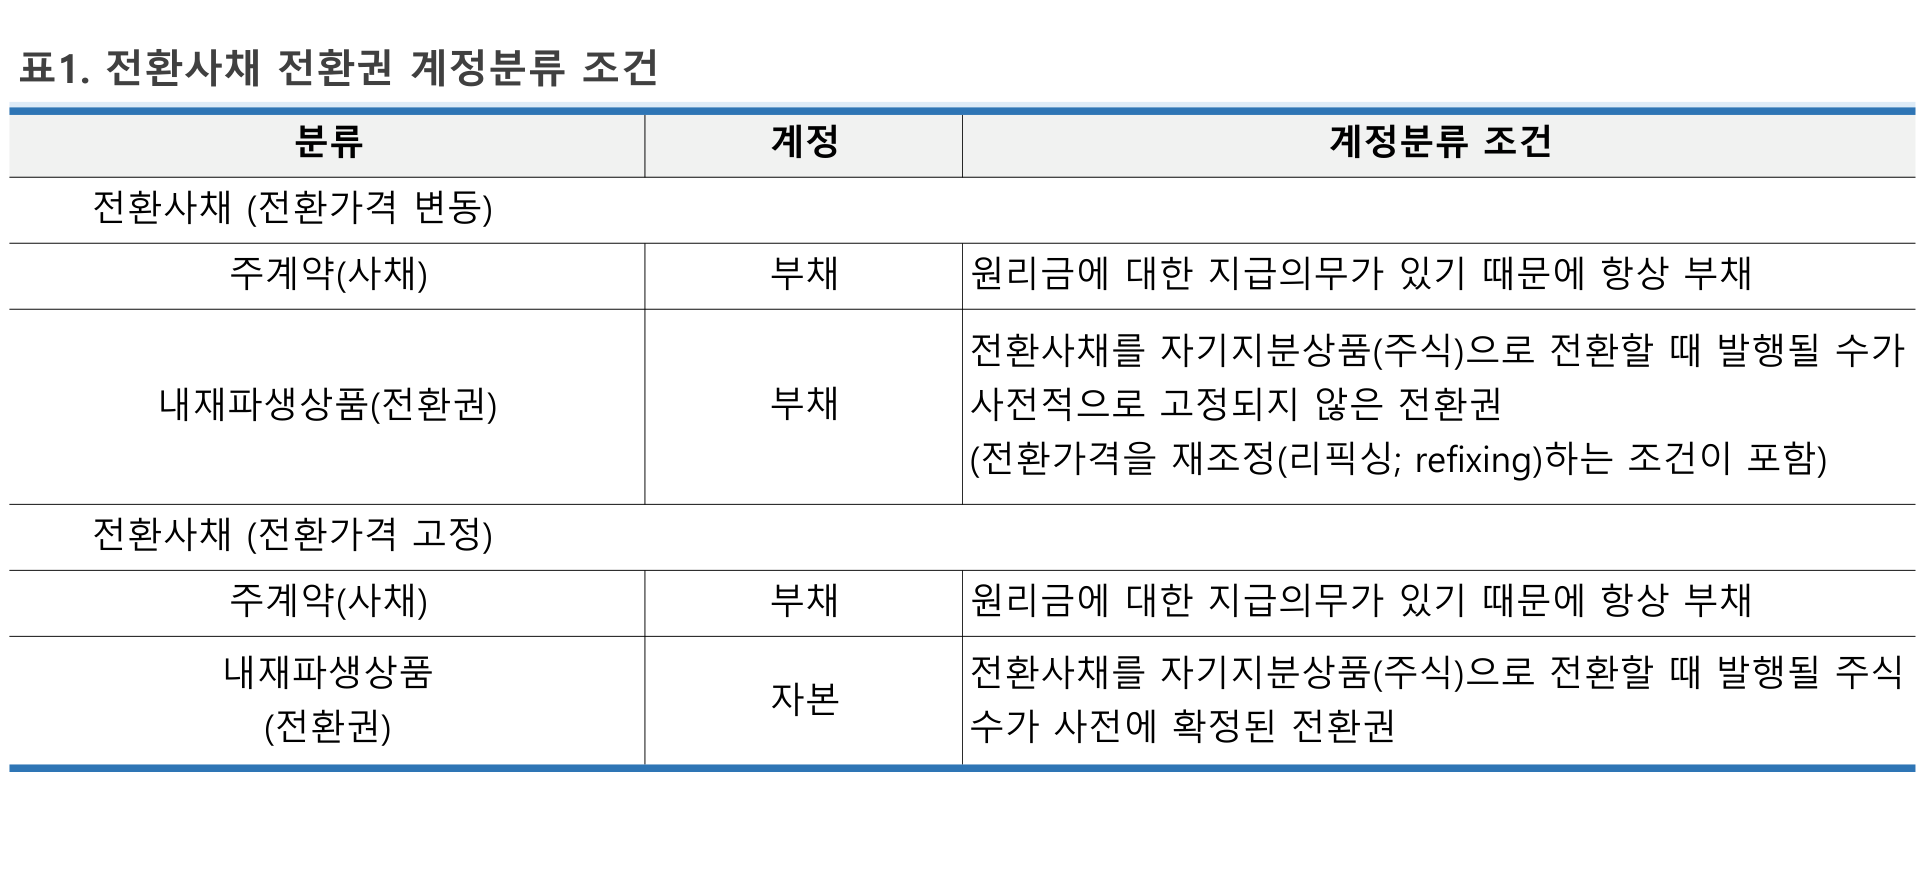 표1. 전환사채 전환권 계정분류 조건
분류 계정 계정분류 조건
전환사채 (전환가격 변동)
주계약(사채) 부채 원리금에 대한 지급의무가 있기 때문에 항상 부채
내재파생상품(전환권) 부채 전환사채를 자기지분상품(주식)으로 전환할 때 발행될 수가
사전적으로 고정되지 않은 전환권
(전환가격을 재조정(리픽싱; refixing)하는 조건이 포함)
전환사채 (전환가격 고정)
주계약(사채) 부채 원리금에 대한 지급의무가 있기 때문에 항상 부채
내재파생상품
(전환권)
자본
전환사채를 자기지분상품(주식)으로 전환할 때 발행될 주식
수가 사전에 확정된 전환권